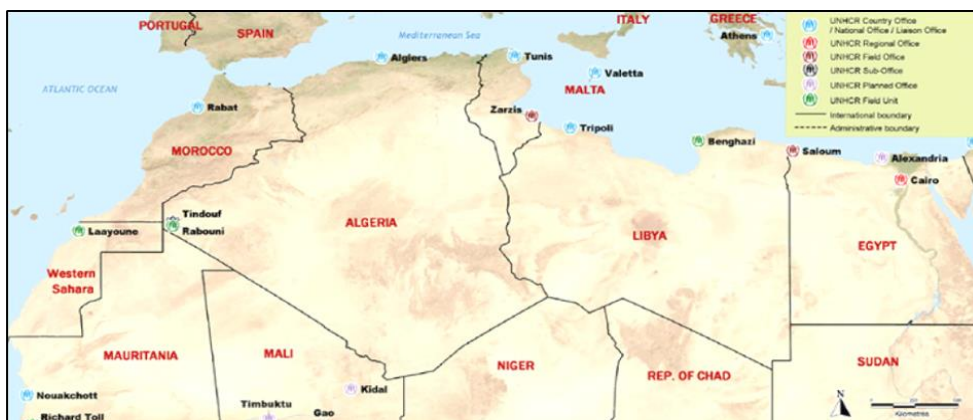 PORTUGAL
SPAIN
ITALY
GREECE
Athens
Mediterranean Sea
Algiers
Tunis
Valetta
MALTA
ATLANTIC OCEAN
Rabat
Zarzis
Tripoli
Benghazi
Saloum
Alexandria
Cairo
MOROCCO
Tindouf
Rabouni
Laayoune
ALGERIA
LIBYA
EGYPT
Western
Sahara
MAURITANIA
MALI
NIGER
REP. OF CHAD
SUDAN
Nouakchott
Richard Toll
Kidal
Timbuktu
Gao
UNHCR Country Office
/ National Office / Liaison Office
UNHCR Regional Office
UNHCR Field Office
UNHCR Sub-Office
UNHCR Planned Office
UNHCR Field Unit
International boundary
Administrative boundary
N
Kilometres